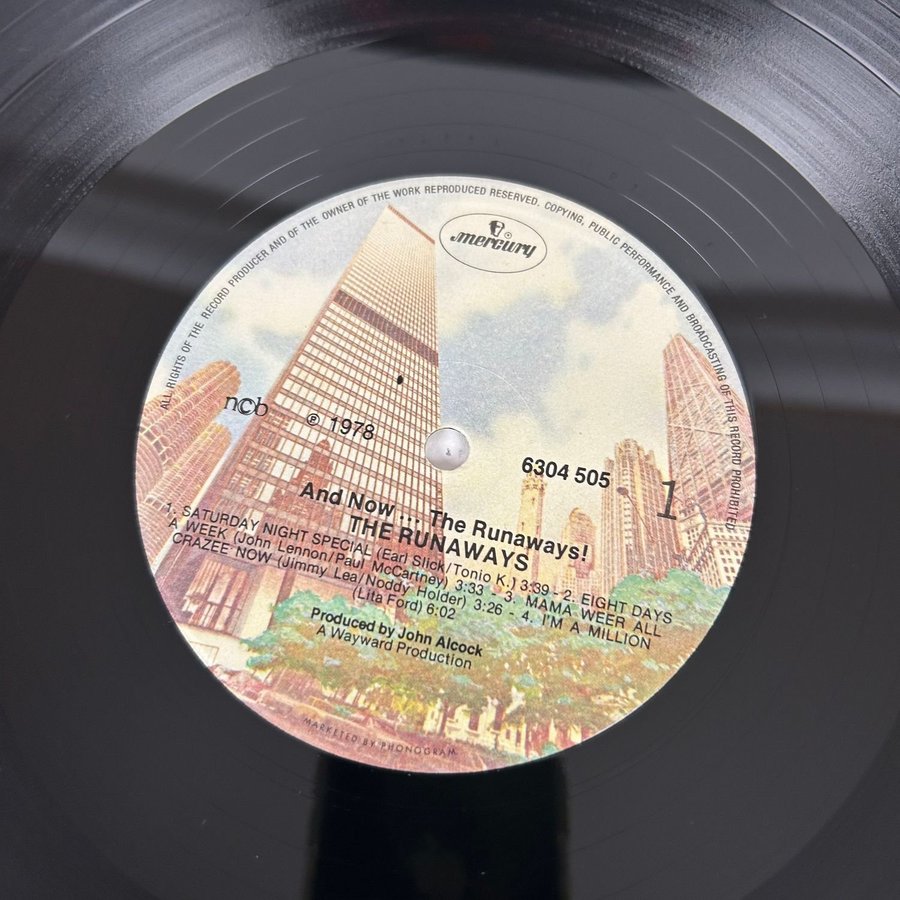 ALL RIGHTS OF THE RECORD PRODUCER AND OF THE OWNER OF THE WORK REPRODUCED RESERVED. COPYING, PUBLIC PERFORMANCE AND BROADCASTING OF THIS RECORD PROHIBITED
mercury
ncb
℗ 1978
6304 505
1
And Now ... The Runaways!
THE RUNAWAYS
1. SATURDAY NIGHT SPECIAL (Earl Slick/Tonio K.) 3:39 - 2. EIGHT DAYS
A WEEK (John Lennon/Paul McCartney) 3:33 - 3. MAMA WEER ALL
CRAZEE NOW (Jimmy Lea/Noddy Holder) 3:26 - 4. I'M A MILLION
(Lita Ford) 6:02
Produced by John Alcock
A Wayward Production
MARKETED BY PHONOGRAM